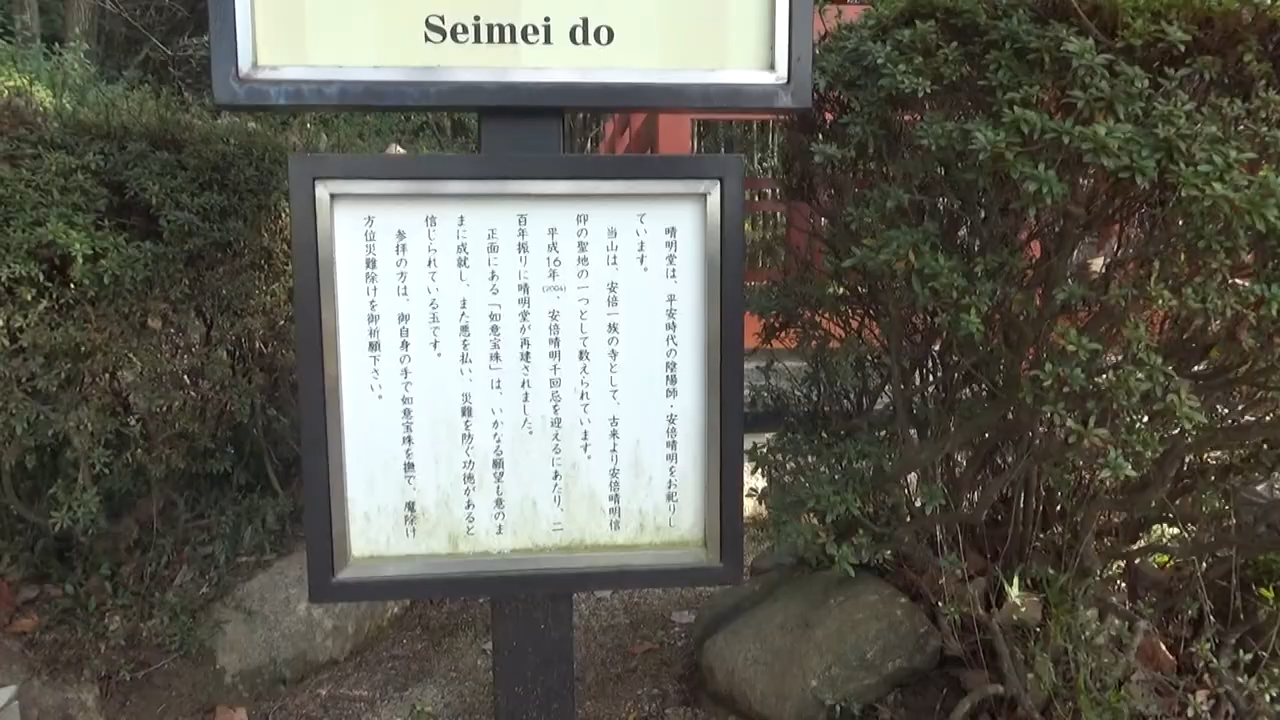 Seimei do
晴明堂は、平安時代の陰陽師・安倍晴明をお祀りし
ています。
当山は、安倍一族の寺として、古来より安倍晴明信
仰の聖地の一つとして数えられています。
平成16年(2004)、安倍晴明千回忌を迎えるにあたり、二
百年振りに晴明堂が再建されました。
正面にある「如意宝珠」は、いかなる願望も意のま
まに成就し、また悪を払い、災難を防ぐ功徳があると
信じられている玉です。
参拝の方は、御自身の手で如意宝珠を撫で、魔除け
方位災難除けを御祈願下さい。